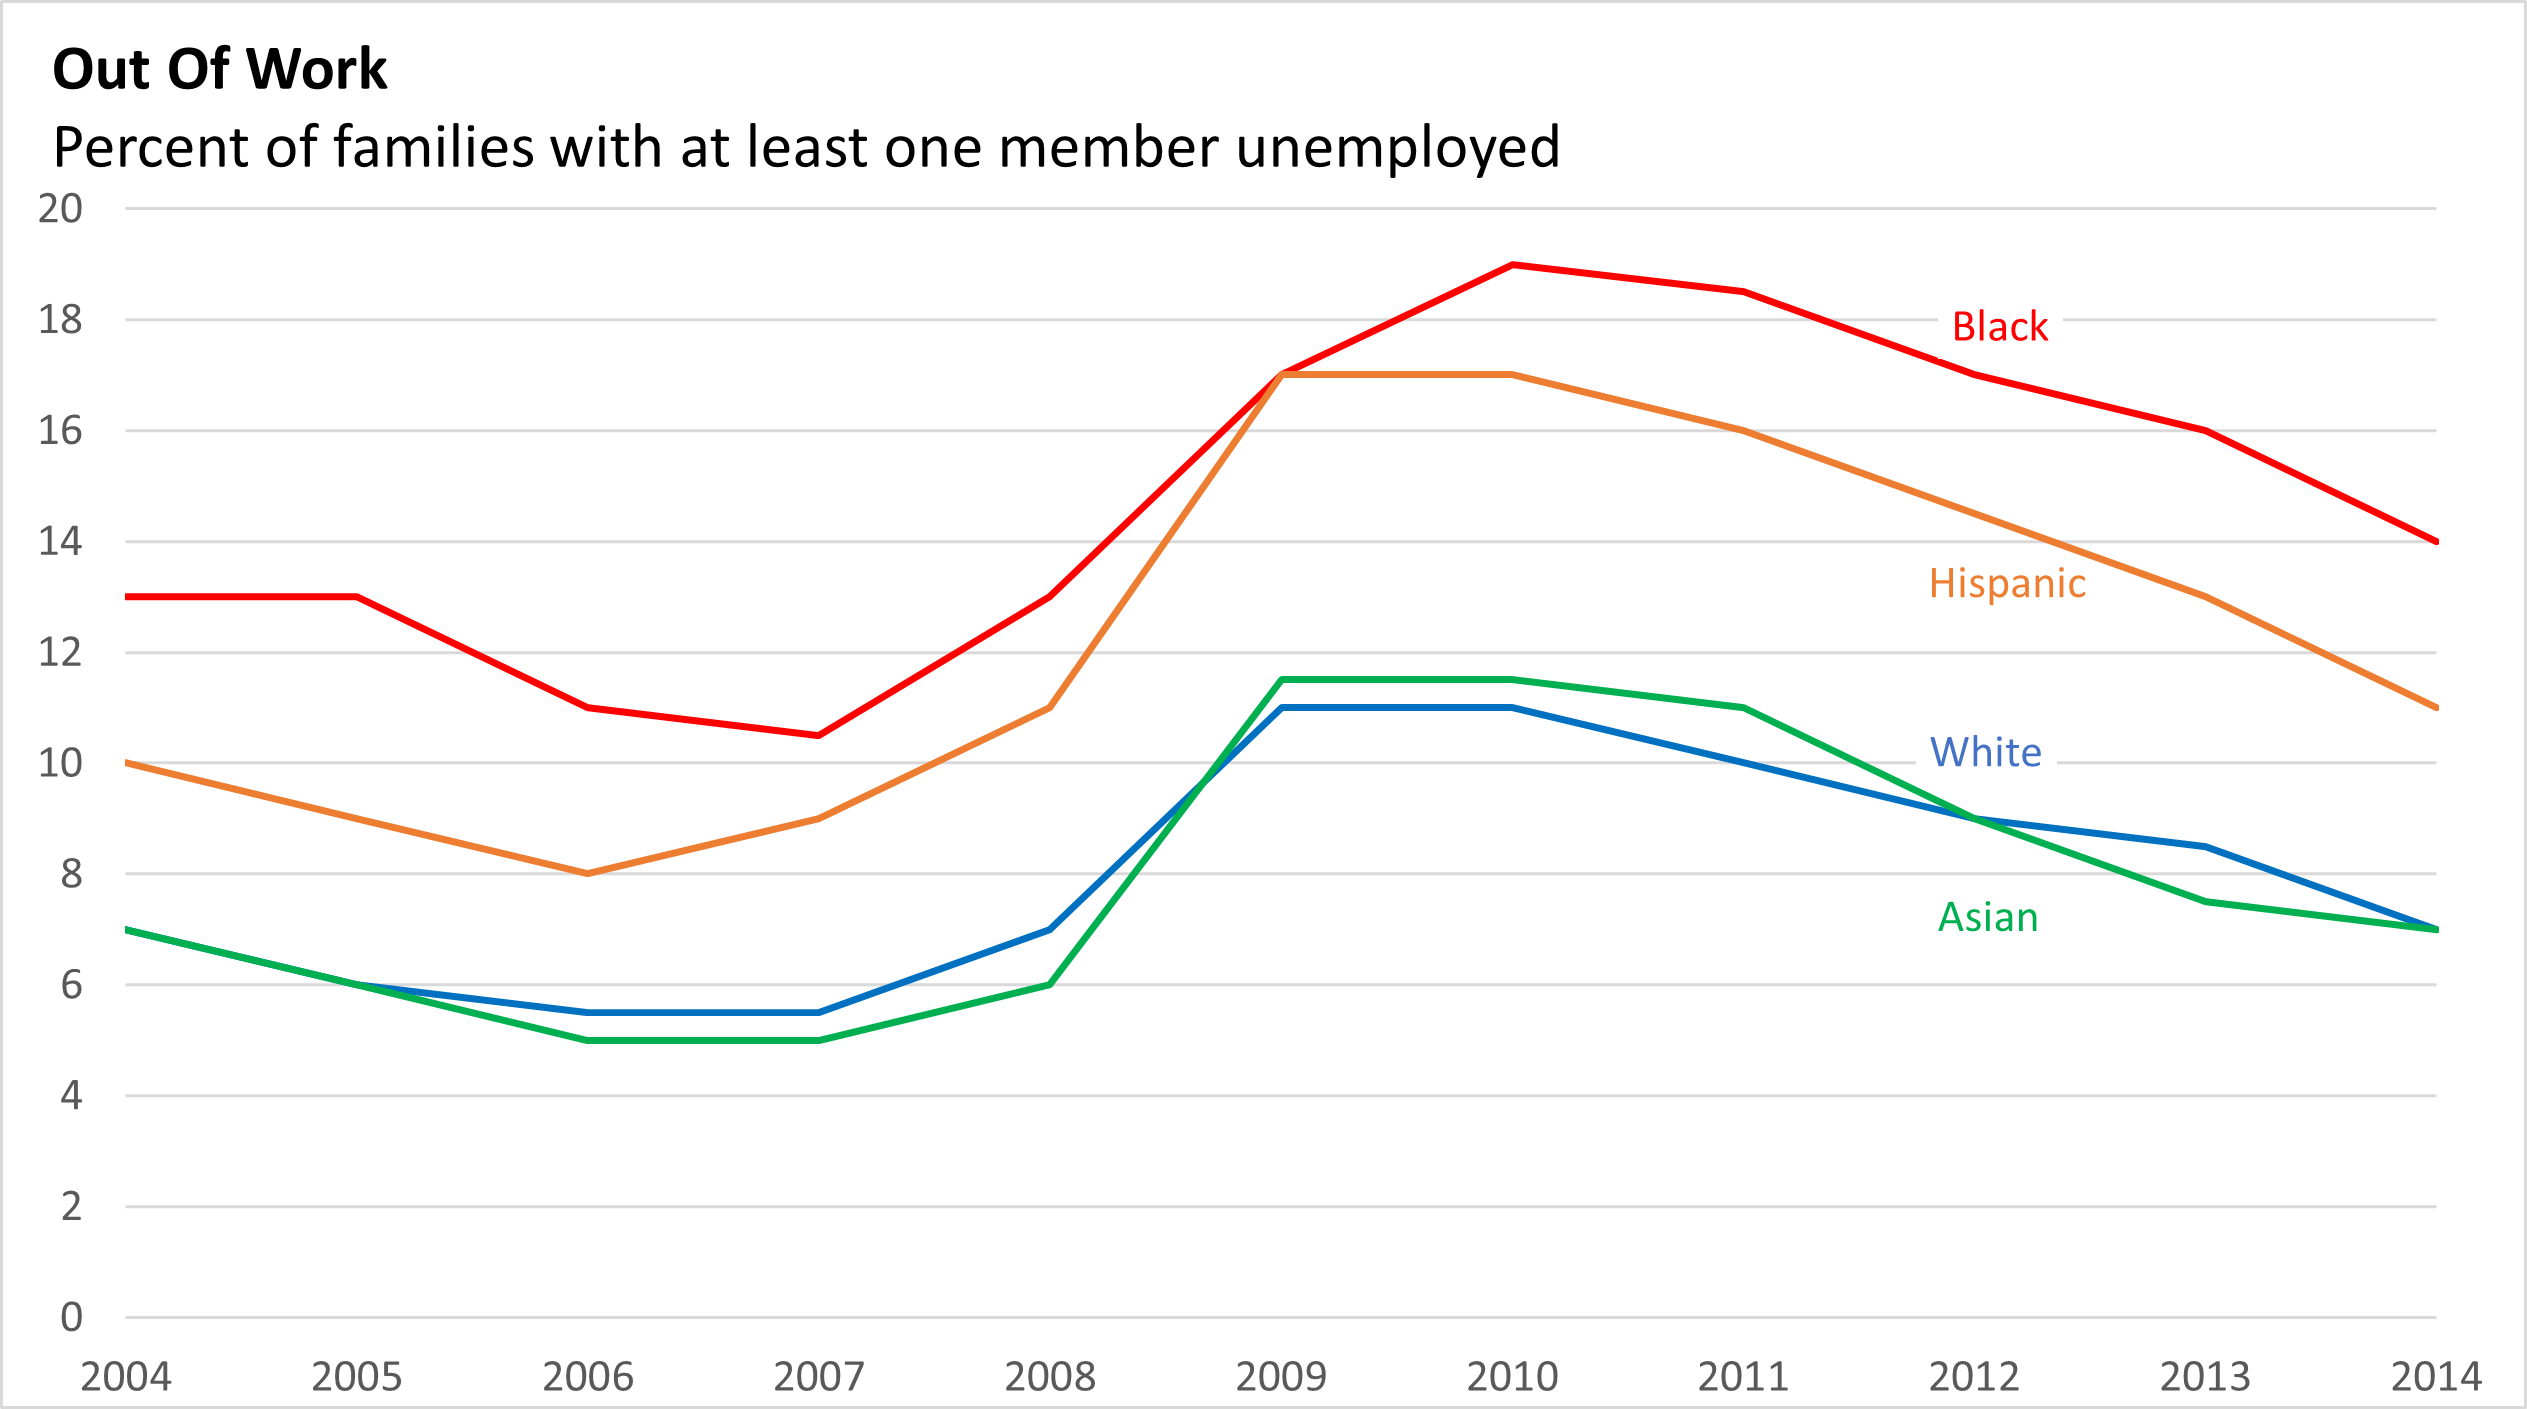 Out Of Work
Percent of families with at least one member unemployed
20
18
16
14
12
10
8
6
4
2
0
Black
Hispanic
White
Asian
2004 2005 2006 2007 2008 2009 2010 2011 2012 2013 2014